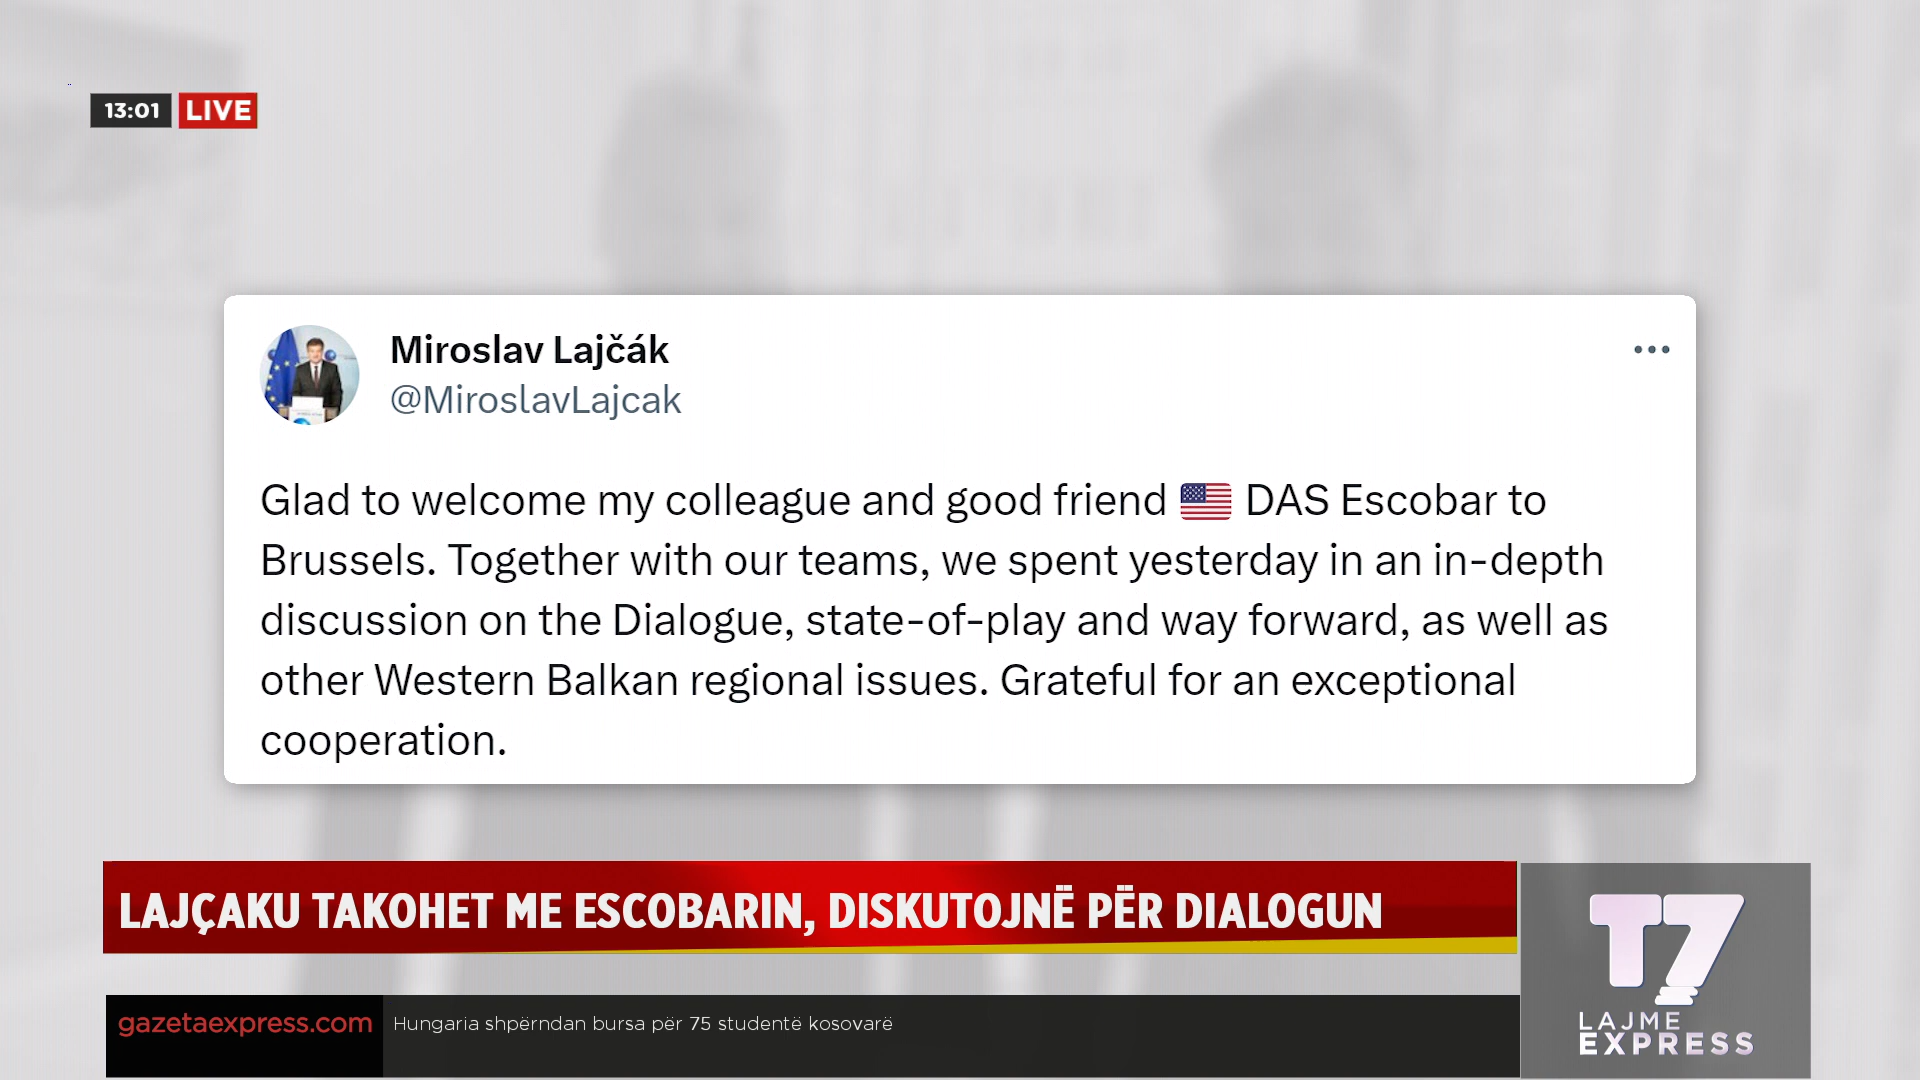 13:01 LIVE
Miroslav Lajčák
@MiroslavLajcak
Glad to welcome my colleague and good friend 🇺🇸 DAS Escobar to
Brussels. Together with our teams, we spent yesterday in an in-depth
discussion on the Dialogue, state-of-play and way forward, as well as
other Western Balkan regional issues. Grateful for an exceptional
cooperation.
LAJÇAKU TAKOHET ME ESCOBARIN, DISKUTOJNË PËR DIALOGUN
gazetaexpress.com Hungaria shpërndan bursa për 75 studentë kosovarë
T7
LAJME
EXPRESS